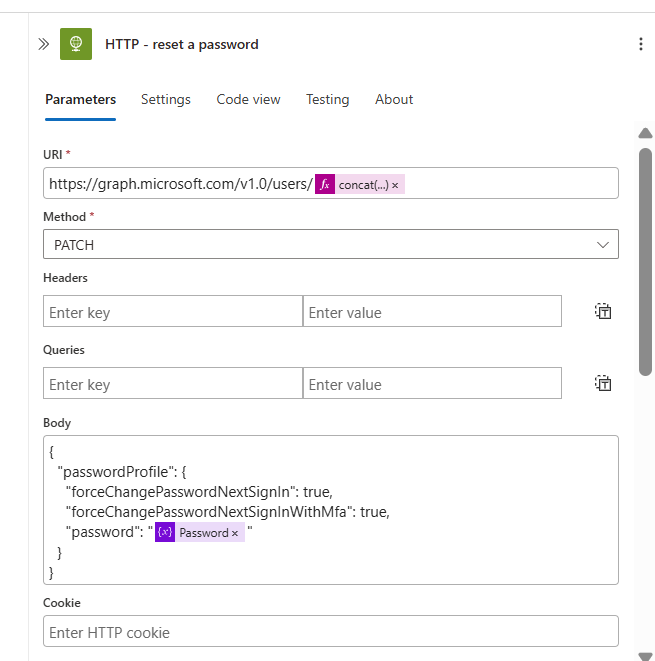 HTTP - reset a password
Parameters Settings Code view Testing About
URI *
https://graph.microsoft.com/v1.0/users/ fx concat(...) ×
Method *
PATCH
Headers
Enter key Enter value
Queries
Enter key Enter value
Body
{
"passwordProfile": {
"forceChangePasswordNextSignIn": true,
"forceChangePasswordNextSignInWithMfa": true,
"password": " {x} Password × "
}
}
Cookie
Enter HTTP cookie